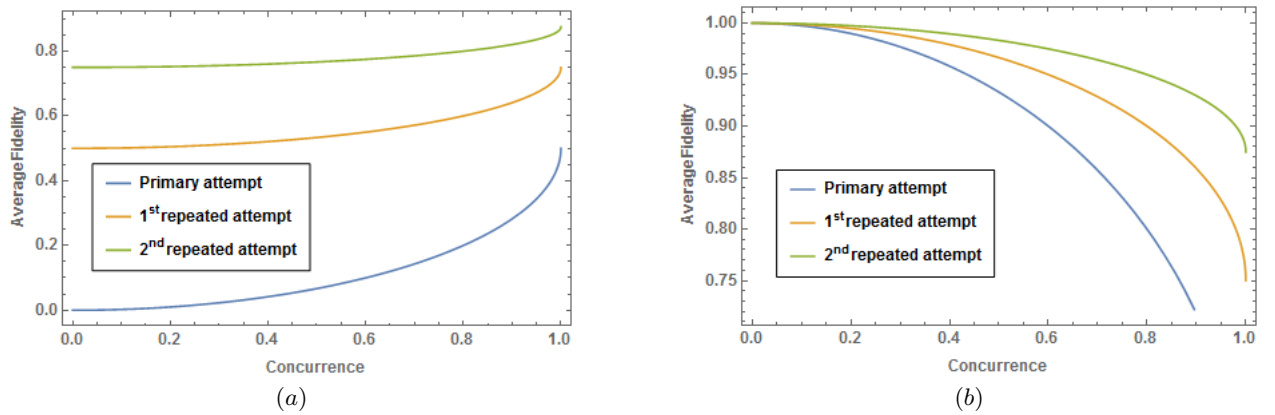 AverageFidelity
0.8
0.6
0.4
0.2
0.0
Primary attempt
1st repeated attempt
2nd repeated attempt
0.0 0.2 0.4 0.6 0.8 1.0
Concurrence
(a)
AverageFidelity
1.00
0.95
0.90
0.85
0.80
0.75
Primary attempt
1st repeated attempt
2nd repeated attempt
0.0 0.2 0.4 0.6 0.8 1.0
Concurrence
(b)